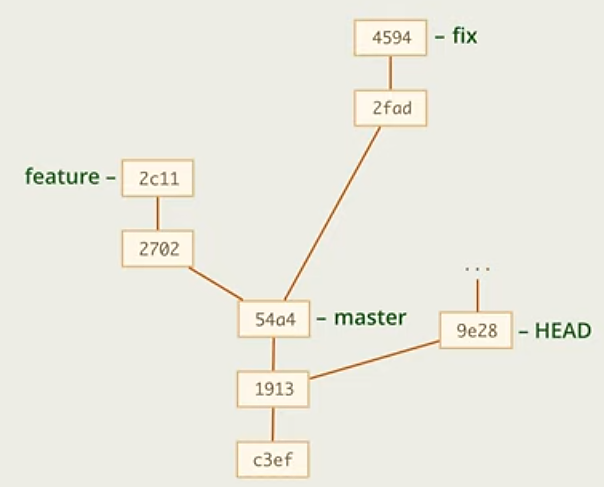 4594 – fix
2fad
feature – 2c11
2702
...
54a4 – master
9e28 – HEAD
1913
c3ef